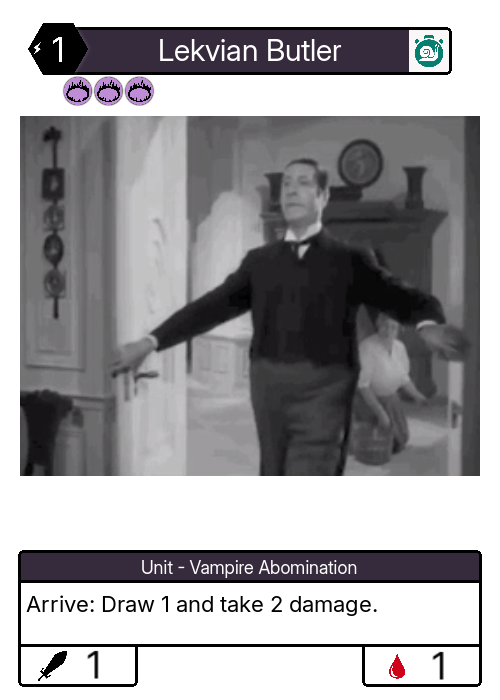 1
Lekvian Butler
Unit - Vampire Abomination
Arrive: Draw 1 and take 2 damage.
1
1